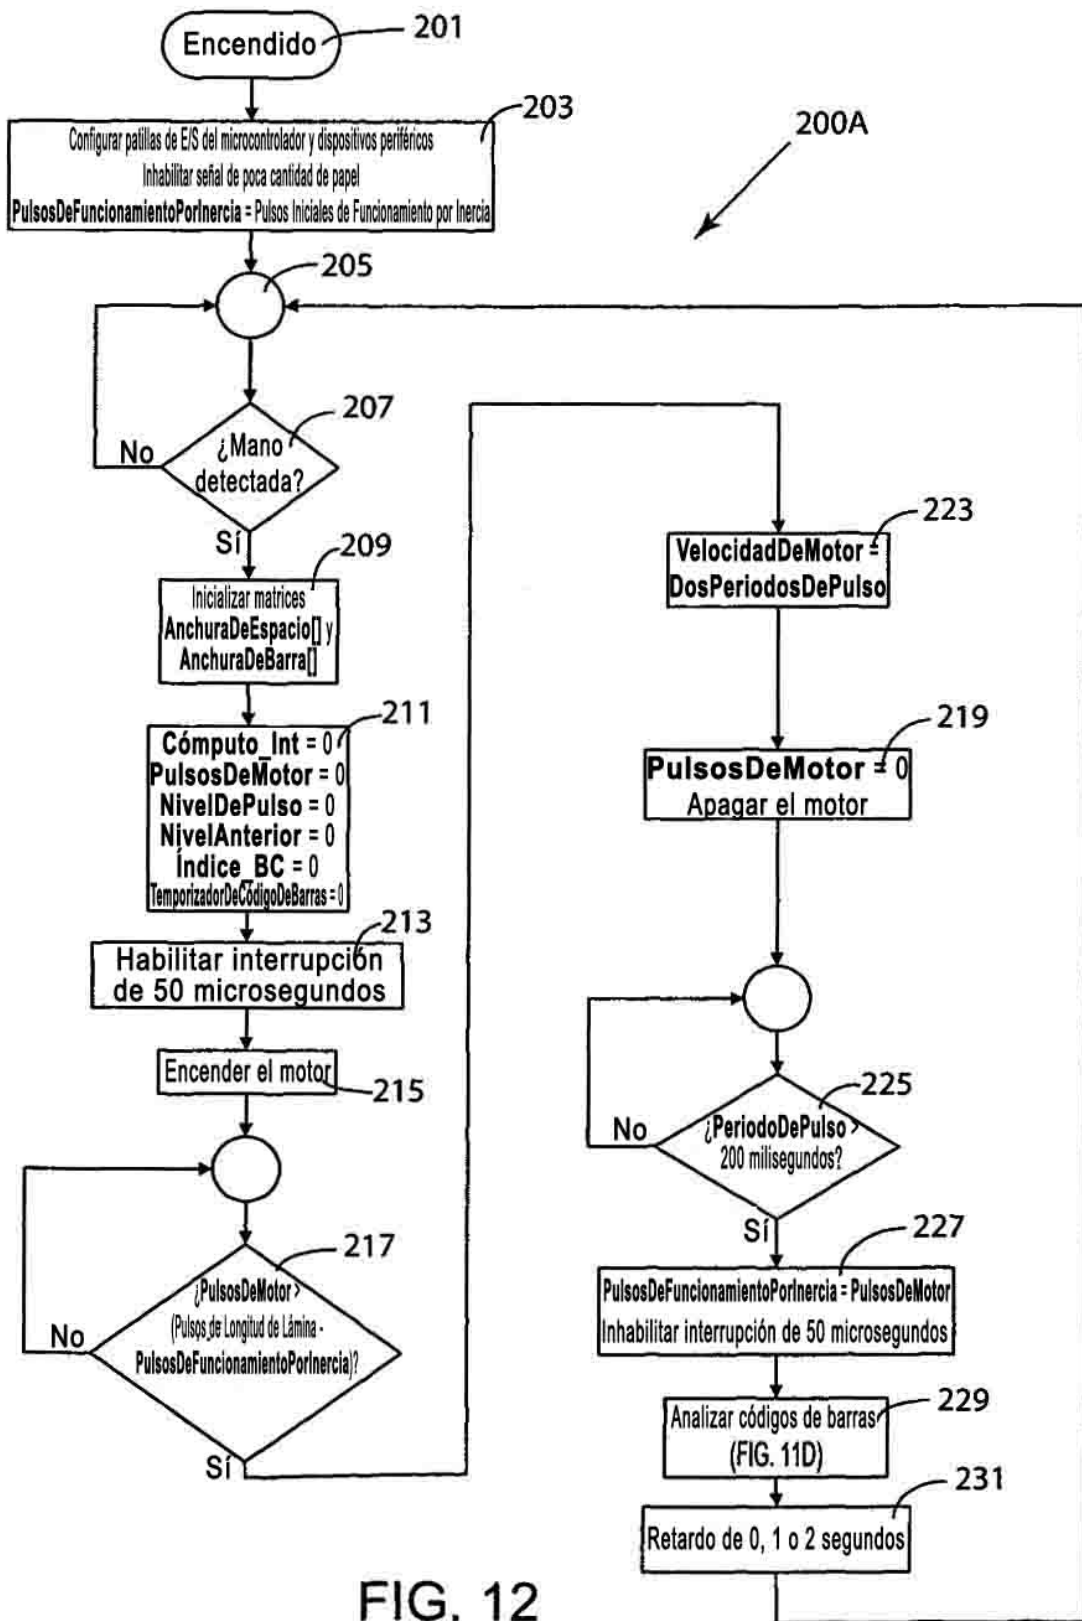 Encendido
201
203
Configurar patillas de E/S del microcontrolador y dispositivos periféricos
Inhabilitar señal de poca cantidad de papel
PulsosDeFuncionamientoPorInercia = Pulsos Iniciales de Funcionamiento por Inercia
200A
205
207
¿Mano
detectada?
No
Sí
209
Inicializar matrices
AnchuraDeEspacio[] y
AnchuraDeBarra[]
211
Cómputo_Int = 0
PulsosDeMotor = 0
NivelDePulso = 0
NivelAnterior = 0
Índice_BC = 0
TemporizadorDeCódigoDeBarras = 0
213
Habilitar interrupción
de 50 microsegundos
Encender el motor
215
217
¿PulsosDeMotor >
(Pulsos_de Longitud de Lámina -
PulsosDeFuncionamientoPorInercia)?
No
Sí
223
VelocidadDeMotor =
DosPeriodosDePulso
219
PulsosDeMotor = 0
Apagar el motor
225
¿PeriodoDePulso >
200 milisegundos?
No
Sí
227
PulsosDeFuncionamientoPorInercia = PulsosDeMotor
Inhabilitar interrupción de 50 microsegundos
229
Analizar códigos de barras
(FIG. 11D)
231
Retardo de 0, 1 o 2 segundos
FIG. 12